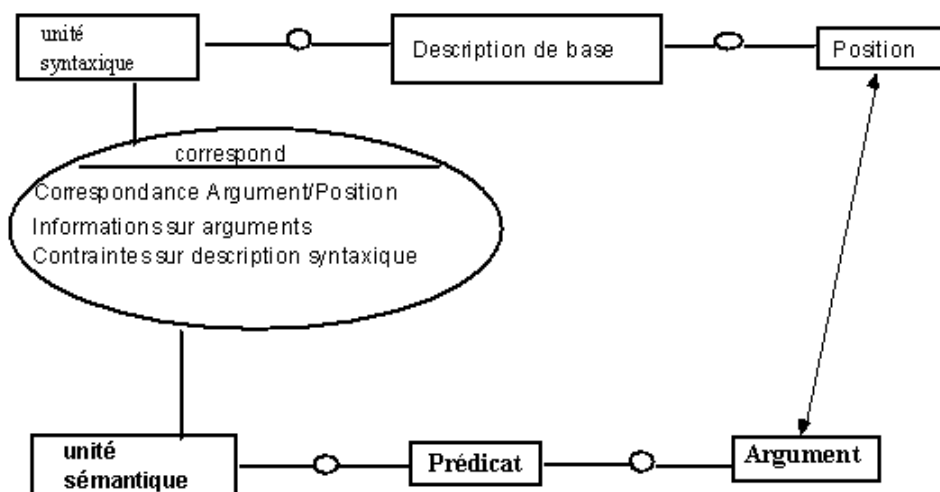 unité
syntaxique
Description de base
Position
correspond
Correspondance Argument/Position
Informations sur arguments
Contraintes sur description syntaxique
unité
sémantique
Prédicat
Argument